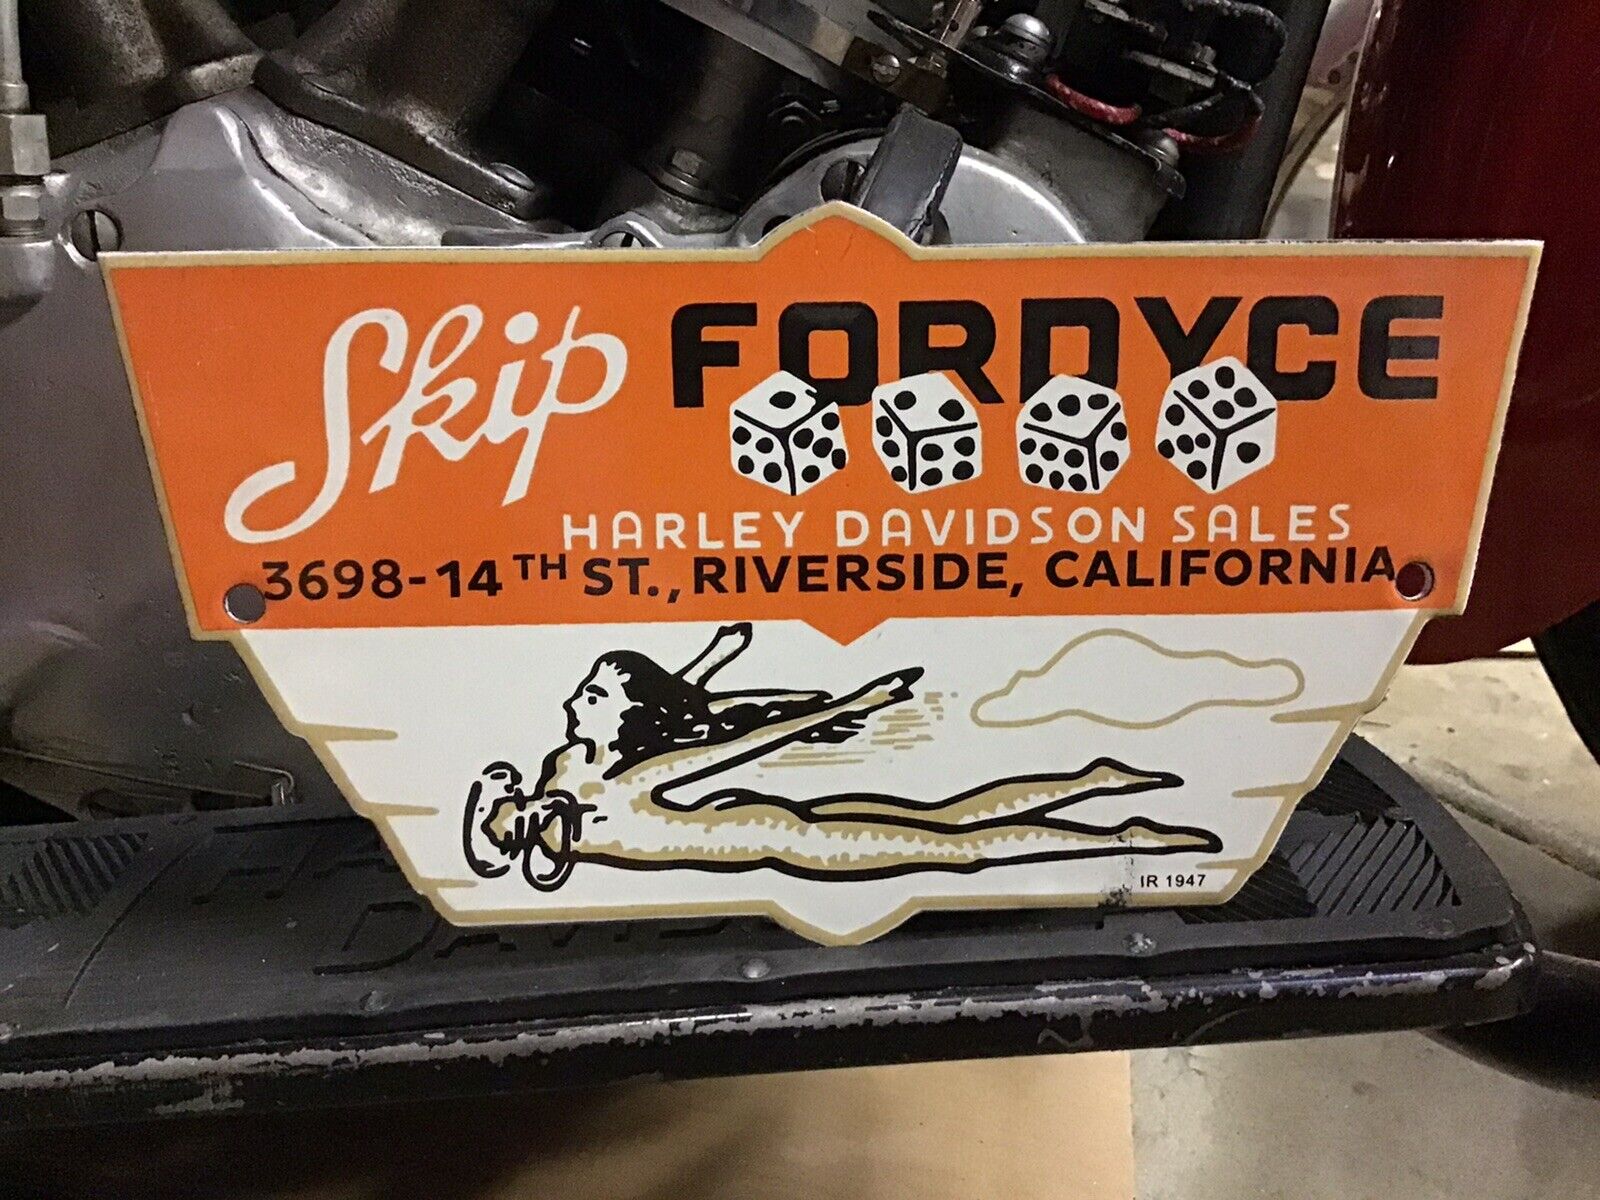 Skip FORDYCE
HARLEY DAVIDSON SALES
3698-14TH ST., RIVERSIDE, CALIFORNIA
IR 1947